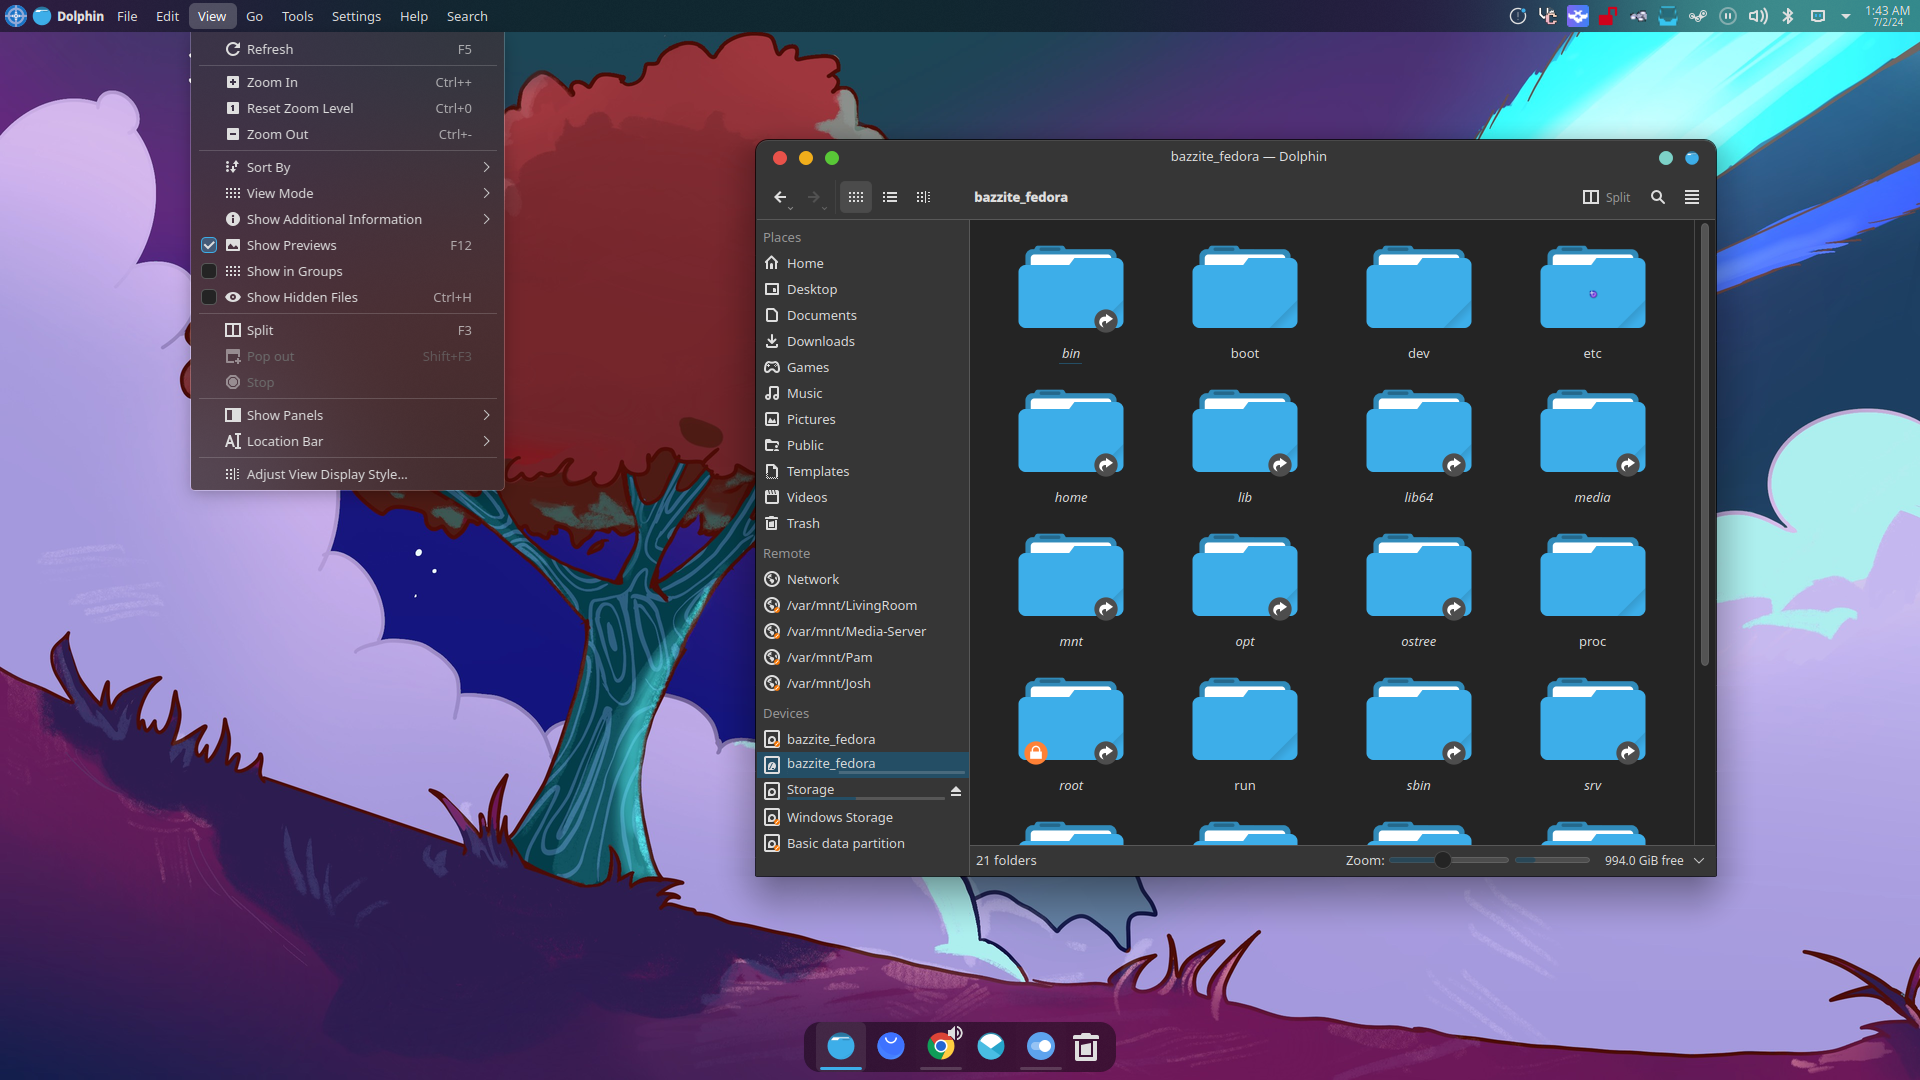 Dolphin File Edit View Go Tools Settings Help Search
1:43 AM
7/2/24
Refresh F5
Zoom In Ctrl++
Reset Zoom Level Ctrl+0
Zoom Out Ctrl+-
Sort By
View Mode
Show Additional Information
Show Previews F12
Show in Groups
Show Hidden Files Ctrl+H
Split F3
Pop out Shift+F3
Stop
Show Panels
Location Bar
Adjust View Display Style...
bazzite_fedora — Dolphin
bazzite_fedora Split
Places
Home
Desktop
Documents
Downloads
Games
Music
Pictures
Public
Templates
Videos
Trash
Remote
Network
/var/mnt/LivingRoom
/var/mnt/Media-Server
/var/mnt/Pam
/var/mnt/Josh
Devices
bazzite_fedora
bazzite_fedora
Storage
Windows Storage
Basic data partition
bin boot dev etc
home lib lib64 media
mnt opt ostree proc
root run sbin srv
21 folders Zoom: 994.0 GiB free